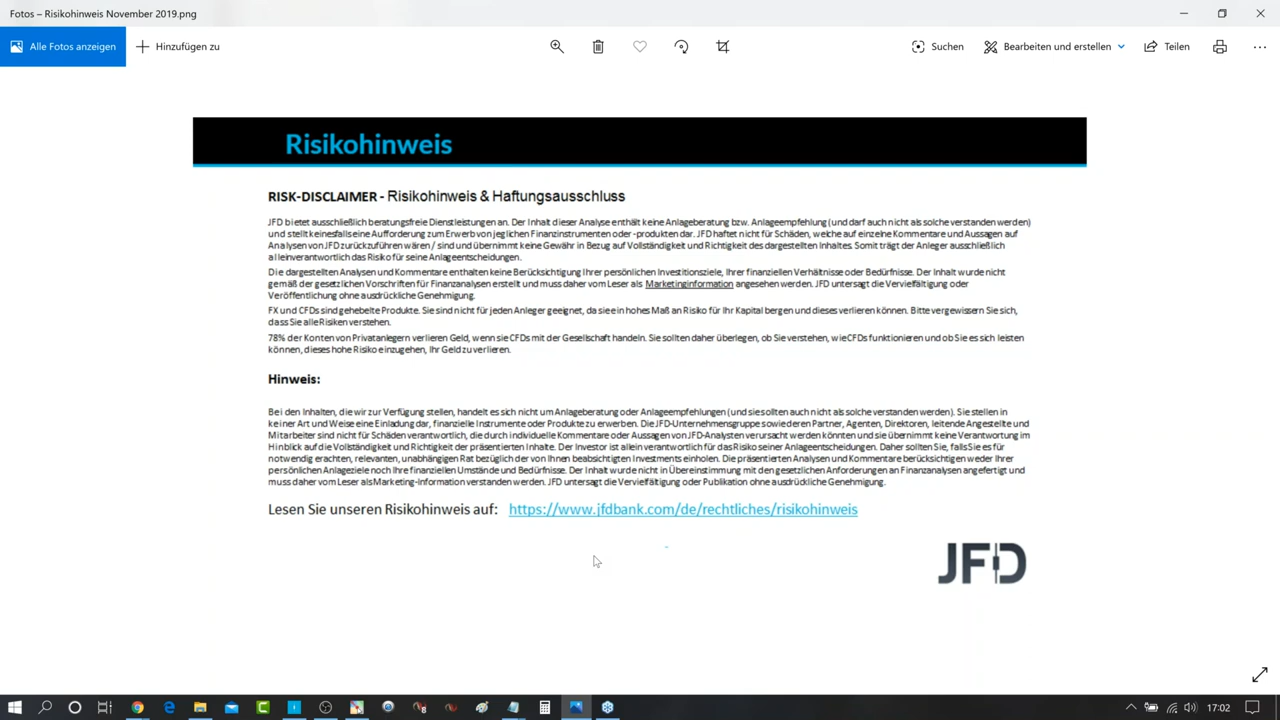 Fotos – Risikohinweis November 2019.png
Alle Fotos anzeigen
Hinzufügen zu
Suchen
Bearbeiten und erstellen
Teilen
Risikohinweis
RISK-DISCLAIMER - Risikohinweis & Haftungsausschluss
JFD bietet ausschließlich beratungsfreie Dienstleistungen an. Der Inhalt dieser Analyse enthält keine Anlageberatung bzw. Anlageempfehlung (und darf auch nicht als solche verstanden werden)
und stellt keinesfalls eine Aufforderung zum Erwerb von jeglichen Finanzinstrumenten oder -produkten dar. JFD haftet nicht für Schäden, welche auf einzelne Kommentare und Aussagen auf
Analysen von JFD zurückzuführen wären / sind und übernimmt keine Gewähr in Bezug auf Vollständigkeit und Richtigkeit des dargestellten Inhaltes. Somit trägt der Anleger ausschließlich
alleinverantwortlich das Risiko für seine Anlageentscheidungen.
Die dargestellten Analysen und Kommentare enthalten keine Berücksichtigung Ihrer persönlichen Investitionsziele, Ihrer finanziellen Verhältnisse oder Bedürfnisse. Der Inhalt wurde nicht
gemäß der gesetzlichen Vorschriften für Finanzanalysen erstellt und muss daher vom Leser als Marketinginformation angesehen werden. JFD untersagt die Vervielfältigung oder
Veröffentlichung ohne ausdrückliche Genehmigung.
FX und CFDs sind gehebelte Produkte. Sie sind nicht für jeden Anleger geeignet, da sie ein hohes Maß an Risiko für Ihr Kapital bergen und dieses verlieren können. Bitte vergewissern Sie sich,
dass Sie alle Risiken verstehen.
78% der Konten von Privatanlegern verlieren Geld, wenn sie CFDs mit der Gesellschaft handeln. Sie sollten daher überlegen, ob Sie verstehen, wie CFDs funktionieren und ob Sie es sich leisten
können, dieses hohe Risiko einzugehen, Ihr Geld zu verlieren.
Hinweis:
Bei den Inhalten, die wir zur Verfügung stellen, handelt es sich nicht um Anlageberatung oder Anlageempfehlungen (und sie sollten auch nicht als solche verstanden werden). Sie stellen in
keiner Art und Weise eine Einladung dar, finanzielle Instrumente oder Produkte zu erwerben. Die JFD-Unternehmensgruppe sowie deren Partner, Agenten, Direktoren, leitende Angestellte und
Mitarbeiter sind nicht für Schäden verantwortlich, die durch individuelle Kommentare oder Aussagen von JFD-Analysten verursacht werden könnten und sie übernimmt keine Verantwortung im
Hinblick auf die Vollständigkeit und Richtigkeit der präsentierten Inhalte. Der Investor ist allein verantwortlich für das Risiko seiner Anlageentscheidungen. Daher sollten Sie, falls Sie es für
notwendig erachten, relevanten, unabhängigen Rat bezüglich der von Ihnen beabsichtigten Investments einholen. Die präsentierten Analysen und Kommentare berücksichtigen weder Ihrer
persönlichen Anlageziele noch Ihre finanziellen Umstände und Bedürfnisse. Der Inhalt wurde nicht in Übereinstimmung mit den gesetzlichen Anforderungen an Finanzanalysen angefertigt und
muss daher vom Leser als Marketing-Information verstanden werden. JFD untersagt die Vervielfältigung oder Publikation ohne ausdrückliche Genehmigung.
Lesen Sie unseren Risikohinweis auf: https://www.jfdbank.com/de/rechtliches/risikohinweis
JFD
17:02